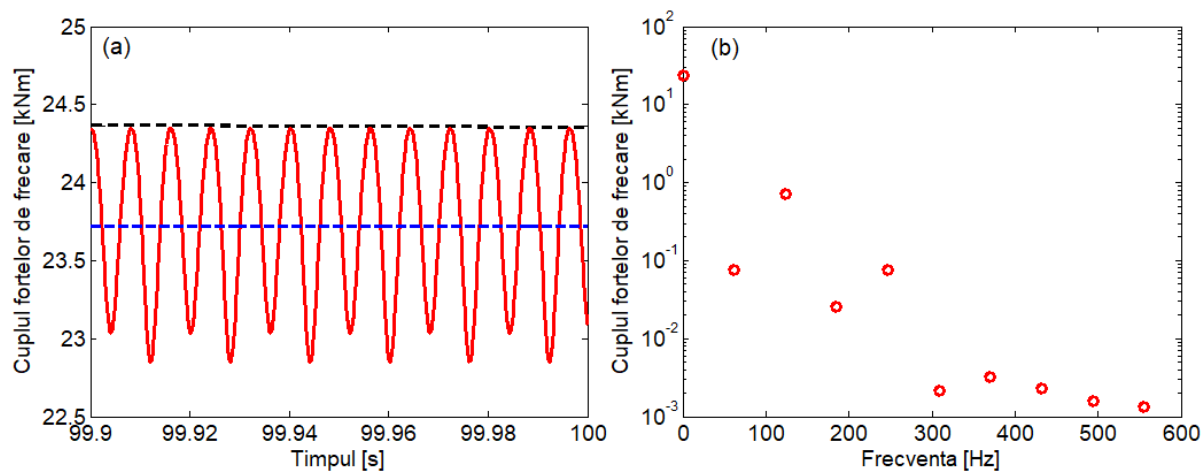 (a)
Cuplul fortelor de frecare [kNm]
25
24.5
24
23.5
23
22.5
99.9 99.92 99.94 99.96 99.98 100
Timpul [s]
(b)
Cuplul fortelor de frecare [kNm]
10^2
10^1
10^0
10^-1
10^-2
10^-3
0 100 200 300 400 500 600
Frecventa [Hz]